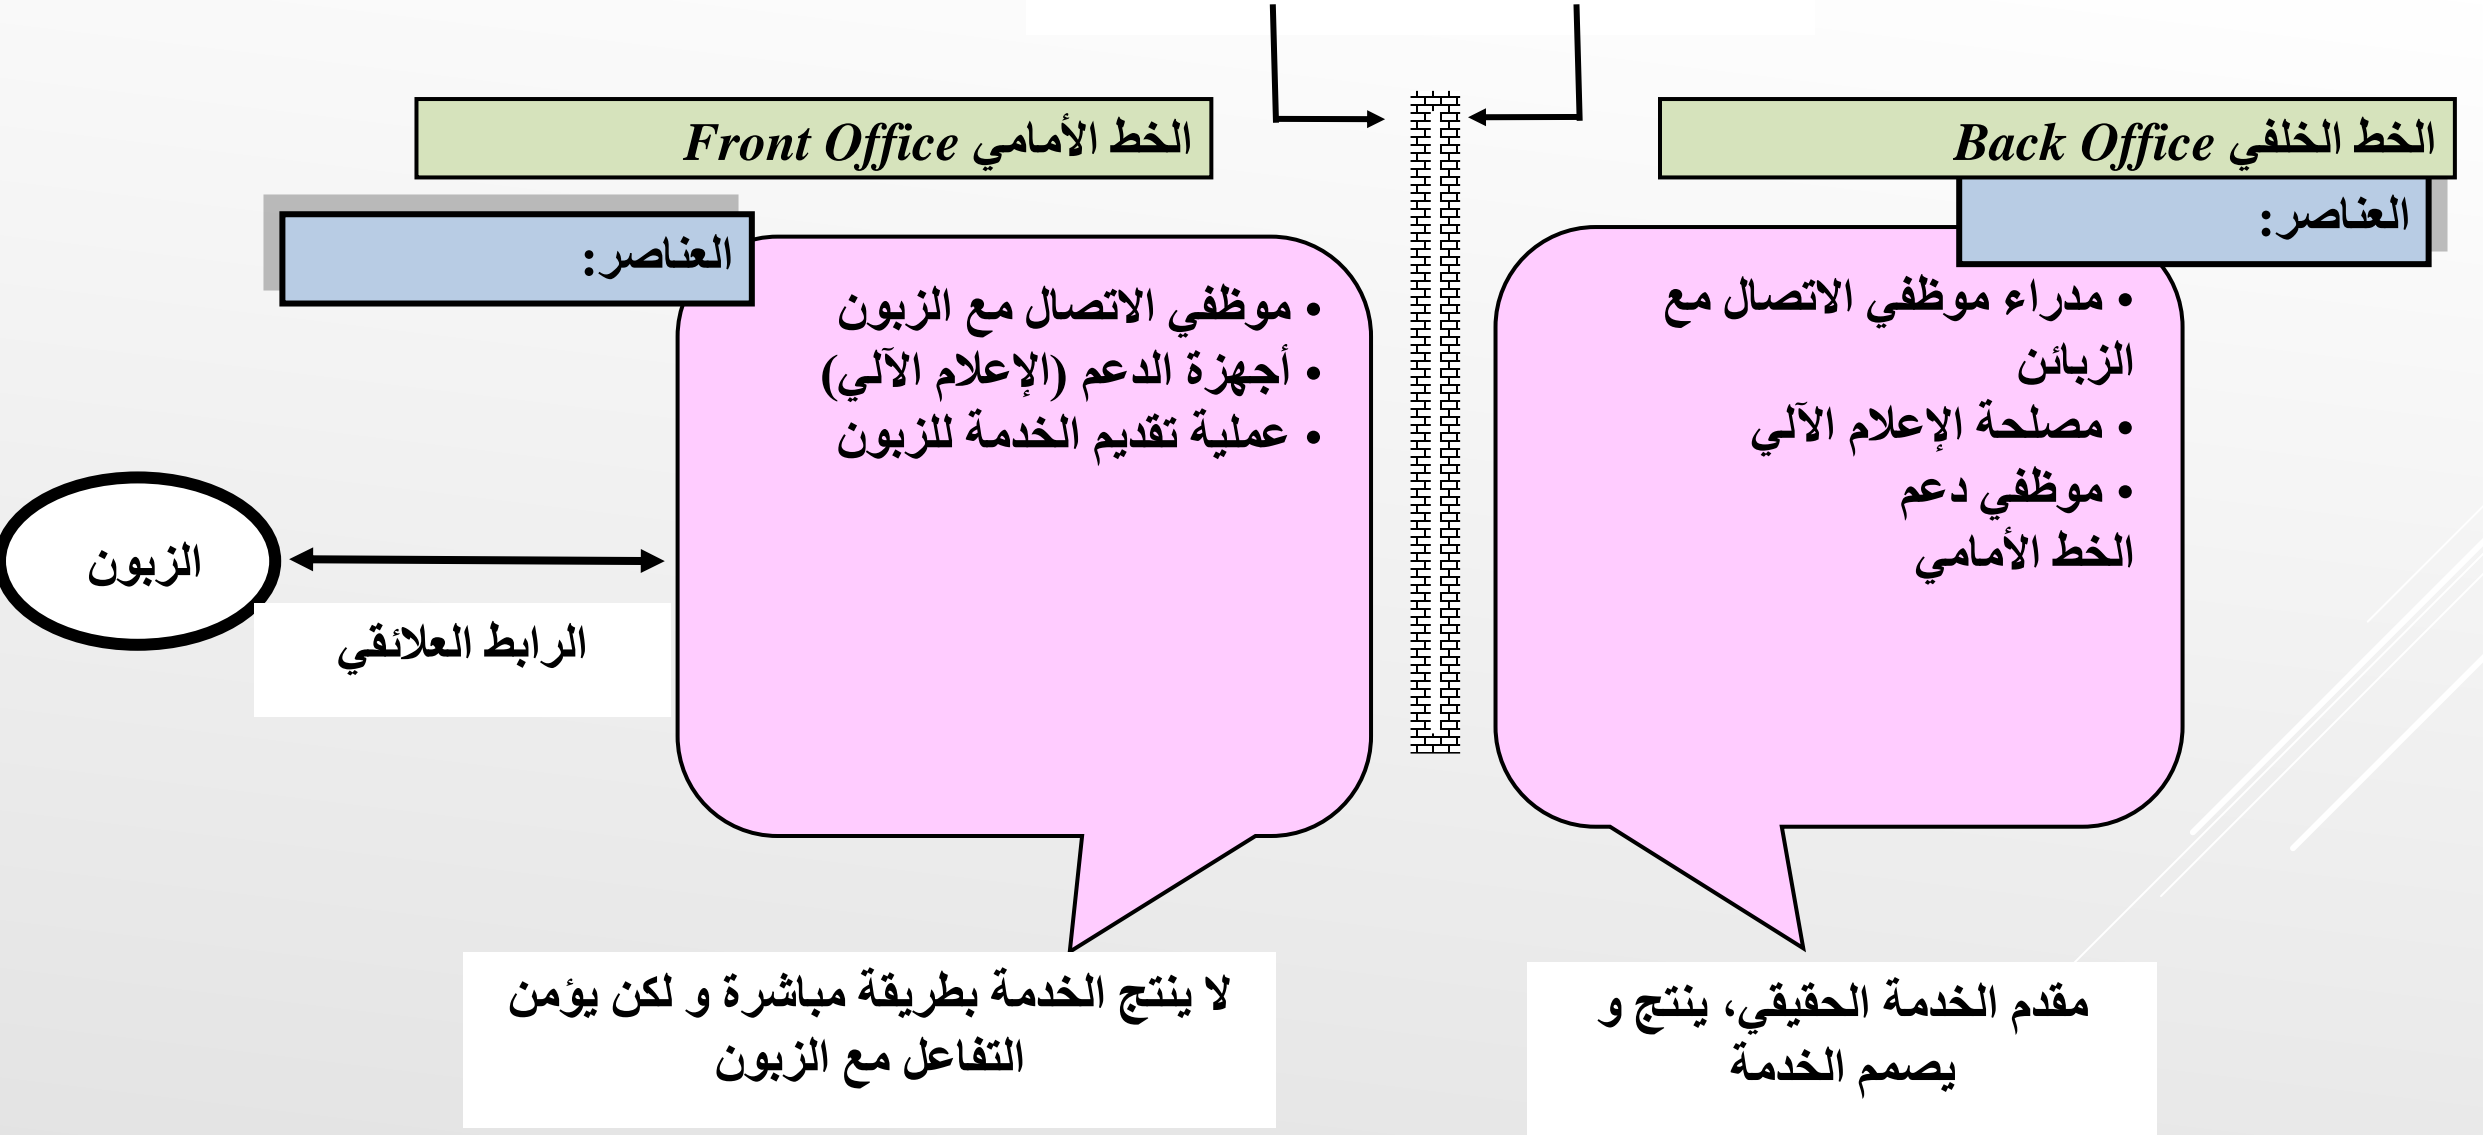 الخط الخلفي Back Office
العناصر:
• مدراء موظفي الاتصال مع
الزبائن
• مصلحة الإعلام الآلي
• موظفي دعم
الخط الأمامي
مقدم الخدمة الحقيقي، ينتج و
يصمم الخدمة
الخط الأمامي Front Office
العناصر:
• موظفي الاتصال مع الزبون
• أجهزة الدعم (الإعلام الآلي)
• عملية تقديم الخدمة للزبون
لا ينتج الخدمة بطريقة مباشرة و لكن يؤمن
التفاعل مع الزبون
الزبون
الرابط العلائقي